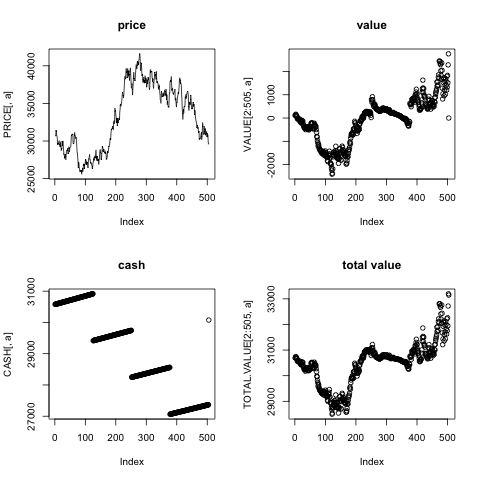 price
PRICE[, a]
25000 30000 35000 40000
0 100 200 300 400 500
Index
value
VALUE[2:505, a]
-2000 0 1000
0 100 200 300 400 500
Index
cash
CASH[, a]
27000 29000 31000
0 100 200 300 400 500
Index
total value
TOTAL.VALUE[2:505, a]
29000 31000 33000
0 100 200 300 400 500
Index